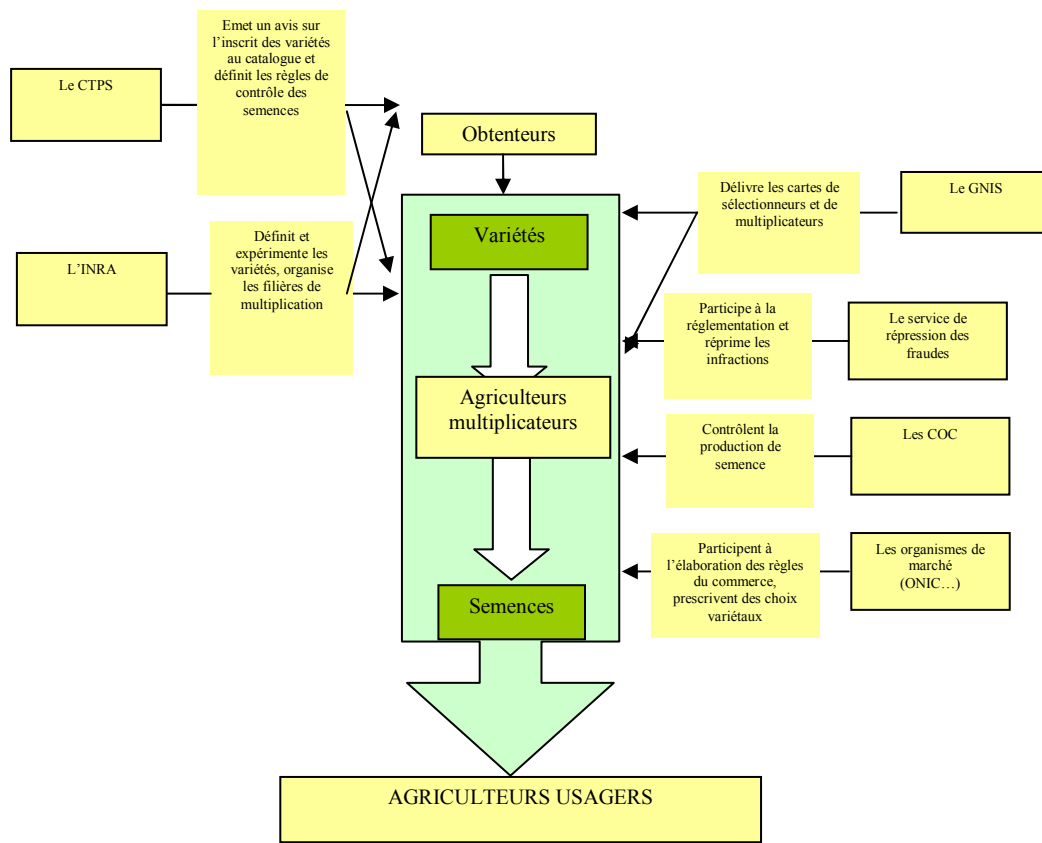 Emet un avis sur
l’inscrit des variétés
au catalogue et
définit les règles de
contrôle des
semences
Le CTPS
Obtenteurs
Délivre les cartes de
sélectionneurs et de
multiplicateurs
Le GNIS
Variétés
Définit et
expérimente les
variétés, organise
les filières de
multiplication
L’INRA
Participe à la
réglementation et
réprime les
infractions
Le service de
répression des
fraudes
Agriculteurs
multiplicateurs
Contrôlent la
production de
semence
Les COC
Participent à
l’élaboration des règles
du commerce,
prescrivent des choix
variétaux
Les organismes de
marché
(ONIC…)
Semences
AGRICULTEURS USAGERS